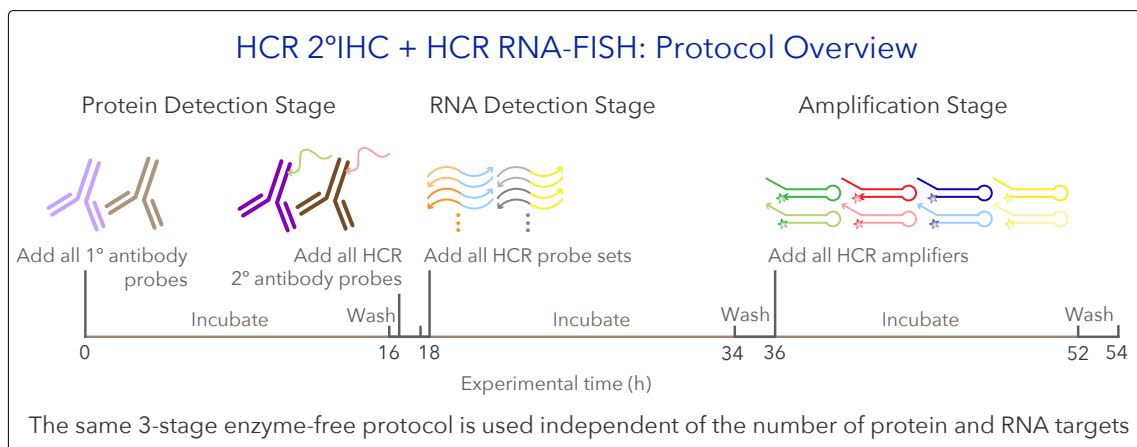 HCR 2°IHC + HCR RNA-FISH: Protocol Overview
Protein Detection Stage
RNA Detection Stage
Amplification Stage
Add all 1° antibody
probes
Add all HCR
2° antibody probes
Add all HCR probe sets
Add all HCR amplifiers
Incubate
Wash
Incubate
Wash
Incubate
Wash
0
16
18
34
36
52
54
Experimental time (h)
The same 3-stage enzyme-free protocol is used independent of the number of protein and RNA targets